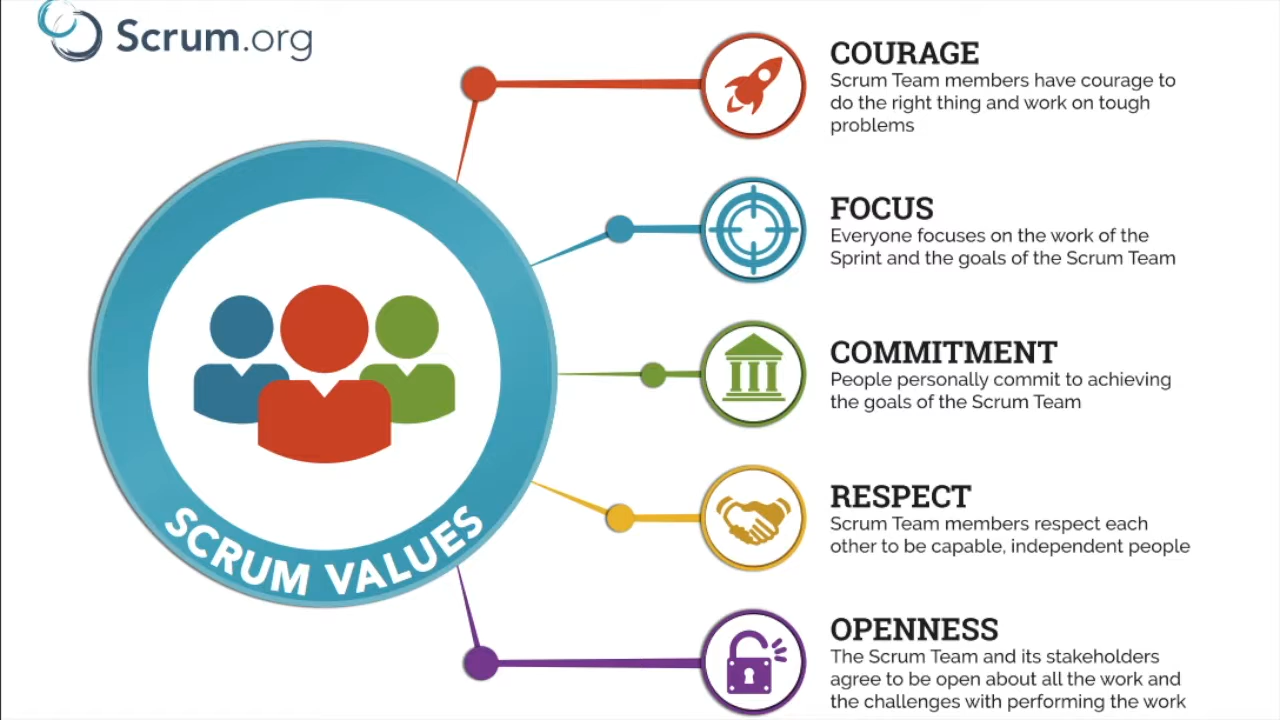 Scrum.org
SCRUM VALUES
COURAGE
Scrum Team members have courage to
do the right thing and work on tough
problems
FOCUS
Everyone focuses on the work of the
Sprint and the goals of the Scrum Team
COMMITMENT
People personally commit to achieving
the goals of the Scrum Team
RESPECT
Scrum Team members respect each
other to be capable, independent people
OPENNESS
The Scrum Team and its stakeholders
agree to be open about all the work and
the challenges with performing the work